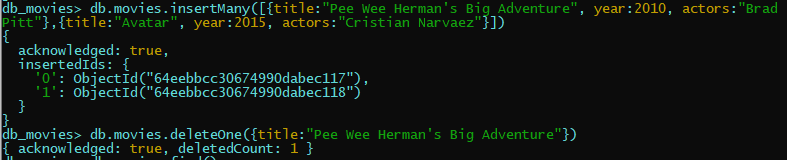 db_movies> db.movies.insertMany([{title:"Pee Wee Herman's Big Adventure", year:2010, actors:"Brad
Pitt"},{title:"Avatar", year:2015, actors:"Cristian Narvaez"}])
{
  acknowledged: true,
  insertedIds: {
    '0': ObjectId("64eebbcc30674990dabec117"),
    '1': ObjectId("64eebbcc30674990dabec118")
  }
}
db_movies> db.movies.deleteOne({title:"Pee Wee Herman's Big Adventure"})
{ acknowledged: true, deletedCount: 1 }